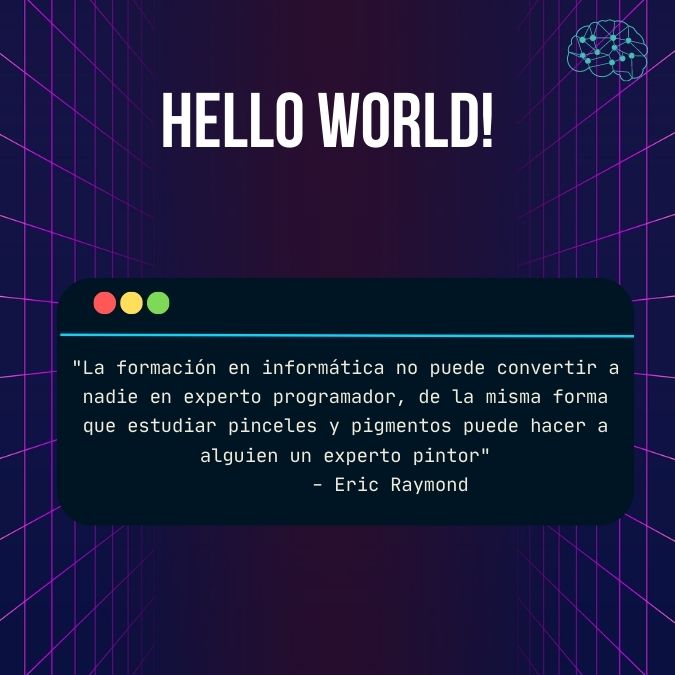 HELLO WORLD!
"La formación en informática no puede convertir a
nadie en experto programador, de la misma forma
que estudiar pinceles y pigmentos puede hacer a
alguien un experto pintor"
- Eric Raymond